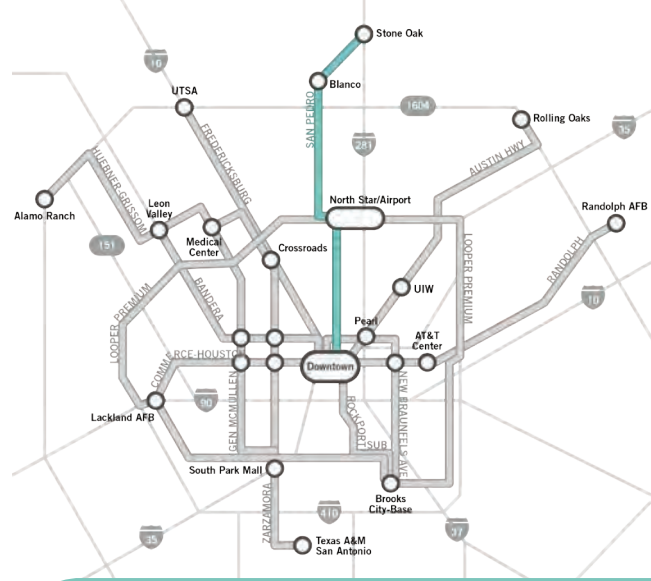 Stone Oak
10
Blanco
UTSA
1604
Rolling Oaks
SAN PEDRO
35
FREDERICKSBURG
281
AUSTIN HWY
HUEBNER-GRISSOM
Alamo Ranch
Leon
Valley
North Star/Airport
Randolph AFB
Medical
Center
151
Crossroads
LOOPER PREMIUM
RANDOLPH
BANDERA
UIW
10
LOOPER PREMIUM
Pearl
AT&T
Center
COMMERCE-HOUSTON
Downtown
90
Lackland AFB
GEN MCMULLEN
ROCKPORT
NEW BRAUNFELS AVE
/SUB
South Park Mall
Brooks
City-Base
ZARZAMORA
410
35
37
Texas A&M
San Antonio